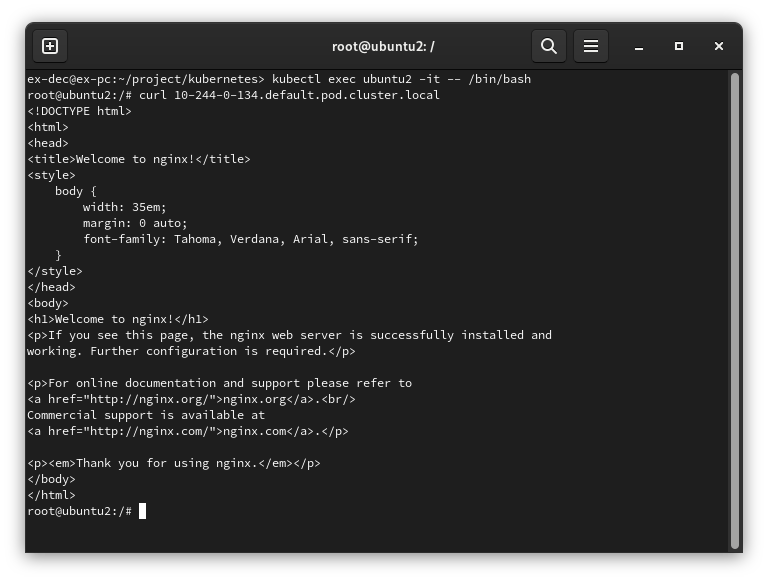 root@ubuntu2: /
ex-dec@ex-pc:~/project/kubernetes> kubectl exec ubuntu2 -it -- /bin/bash
root@ubuntu2:/# curl 10-244-0-134.default.pod.cluster.local
<!DOCTYPE html>
<html>
<head>
<title>Welcome to nginx!</title>
<style>
    body {
        width: 35em;
        margin: 0 auto;
        font-family: Tahoma, Verdana, Arial, sans-serif;
    }
</style>
</head>
<body>
<h1>Welcome to nginx!</h1>
<p>If you see this page, the nginx web server is successfully installed and
working. Further configuration is required.</p>

<p>For online documentation and support please refer to
<a href="http://nginx.org/">nginx.org</a>.<br/>
Commercial support is available at
<a href="http://nginx.com/">nginx.com</a>.</p>

<p><em>Thank you for using nginx.</em></p>
</body>
</html>
root@ubuntu2:/#